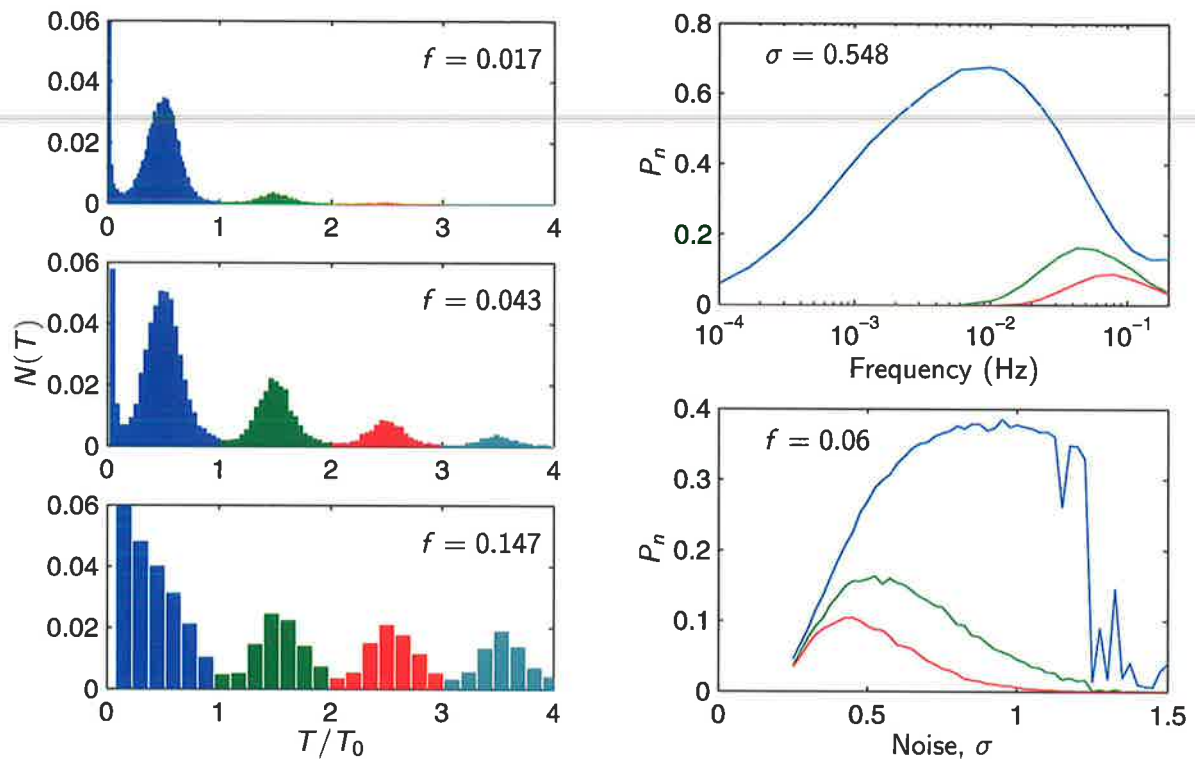 0.06
0.04
0.02
0
f = 0.017
0 1 2 3 4
0.06
0.04
0.02
0
N(T)
f = 0.043
0 1 2 3 4
0.06
0.04
0.02
0
f = 0.147
0 1 2 3 4
T/T₀
0.8
0.6
0.4
0.2
0
Pₙ
σ = 0.548
10⁻⁴ 10⁻³ 10⁻² 10⁻¹
Frequency (Hz)
0.4
0.3
0.2
0.1
0
Pₙ
f = 0.06
0 0.5 1 1.5
Noise, σ